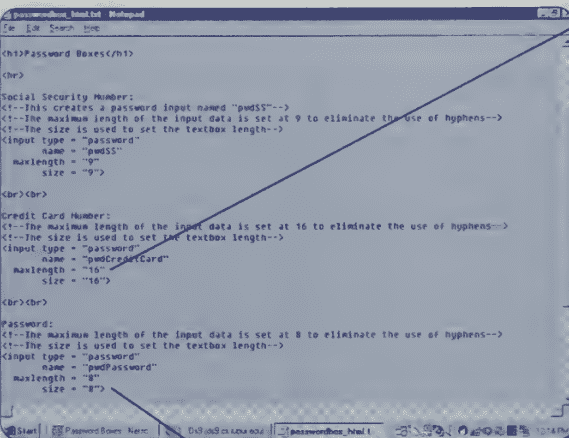 passwordbox_html.txt - Notepad
File Edit Search Help
<h1>Password Boxes</h1>
<hr>
Social Security Number:
<!--This creates a password input named "pwdSS"-->
<!--The maximum length of the input data is set at 9 to eliminate the use of hyphens-->
<!--The size is used to set the textbox length-->
<input type = "password"
name = "pwdSS"
maxlength = "9"
size = "9">
<br><br>
Credit Card Number:
<!--The maximum length of the input data is set at 16 to eliminate the use of hyphens-->
<!--The size is used to set the textbox length-->
<input type = "password"
name = "pwdCreditCard"
maxlength = "16"
size = "16">
<br><br>
Password:
<!--The maximum length of the input data is set at 8 to eliminate the use of hyphens-->
<!--The size is used to set the textbox length-->
<input type = "password"
name = "pwdPassword"
maxlength = "8"
size = "8">
Start Password Boxes - Netsc... passwordbox_html.t... PM